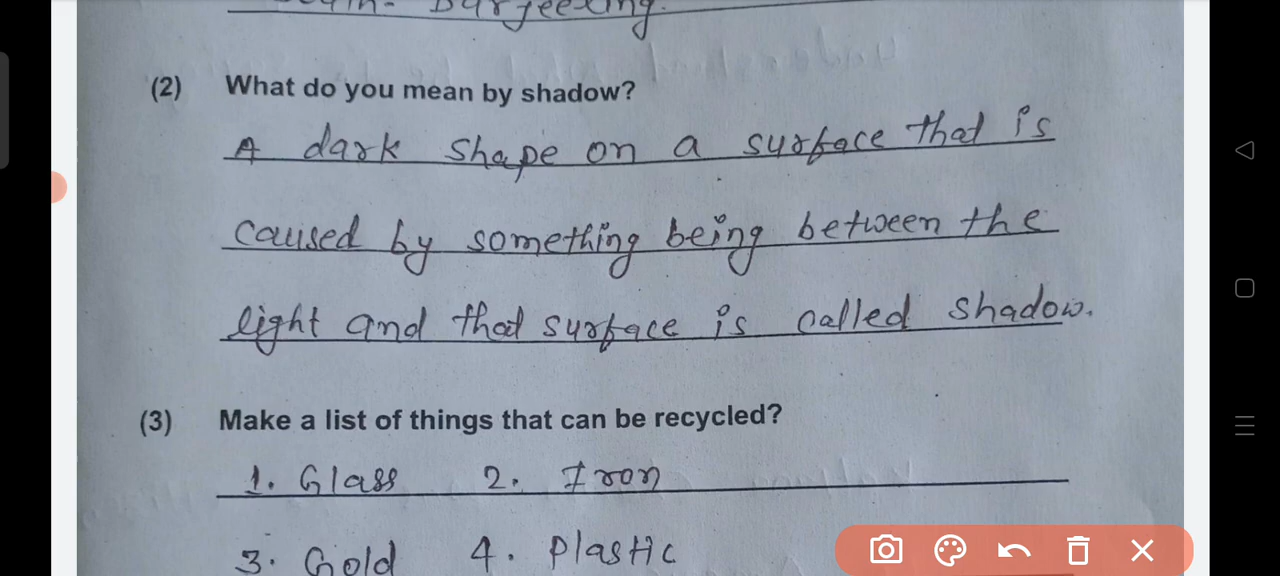 Darjeeling.
(2) What do you mean by shadow?
A dark shape on a surface that is
caused by something being between the
light and that surface is called shadow.
(3) Make a list of things that can be recycled?
1. Glass 2. Iron
3. Gold 4. Plastic